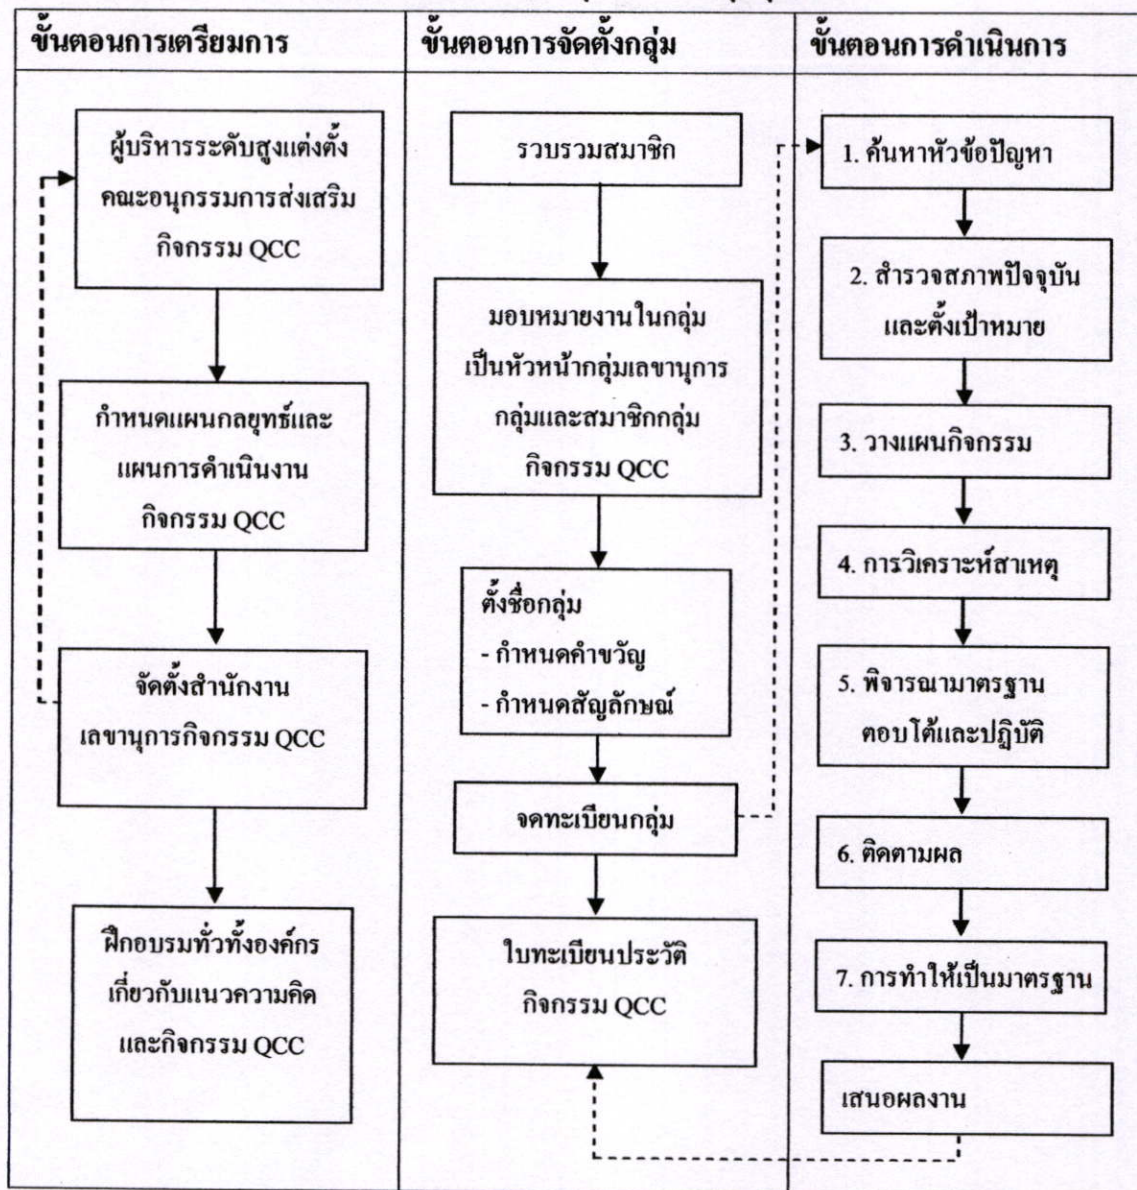 ขั้นตอนการเตรียมการ
ผู้บริหารระดับสูงแต่งตั้ง
คณะอนุกรรมการส่งเสริม
กิจกรรม QCC
กำหนดแผนกลยุทธ์และ
แผนการดำเนินงาน
กิจกรรม QCC
จัดตั้งสำนักงาน
เลขานุการกิจกรรม QCC
ฝึกอบรมทั่วทั้งองค์กร
เกี่ยวกับแนวความคิด
และกิจกรรม QCC
ขั้นตอนการจัดตั้งกลุ่ม
รวบรวมสมาชิก
มอบหมายงานในกลุ่ม
เป็นหัวหน้ากลุ่มเลขานุการ
กลุ่มและสมาชิกกลุ่ม
กิจกรรม QCC
ตั้งชื่อกลุ่ม
- กำหนดคำขวัญ
- กำหนดสัญลักษณ์
จดทะเบียนกลุ่ม
ใบทะเบียนประวัติ
กิจกรรม QCC
ขั้นตอนการดำเนินการ
1. ค้นหาหัวข้อปัญหา
2. สำรวจสภาพปัจจุบัน
และตั้งเป้าหมาย
3. วางแผนกิจกรรม
4. การวิเคราะห์สาเหตุ
5. พิจารณามาตรฐาน
ตอบโต้และปฏิบัติ
6. ติดตามผล
7. การทำให้เป็นมาตรฐาน
เสนอผลงาน